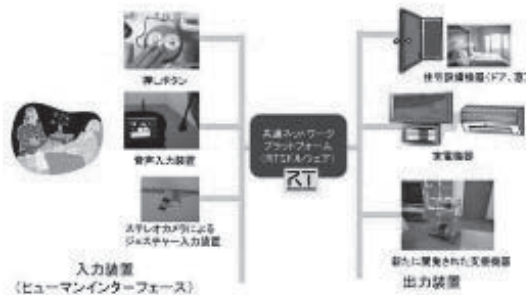 押しボタン
音声入力装置
ステレオカメラによる
ジェスチャー入力装置
入力装置
(ヒューマンインターフェース)
共通ネットワーク
プラットフォーム
(RTミドルウェア)
RT
住宅設備機器(ドア、窓)
家電機器
新たに開発された支援機器
出力装置